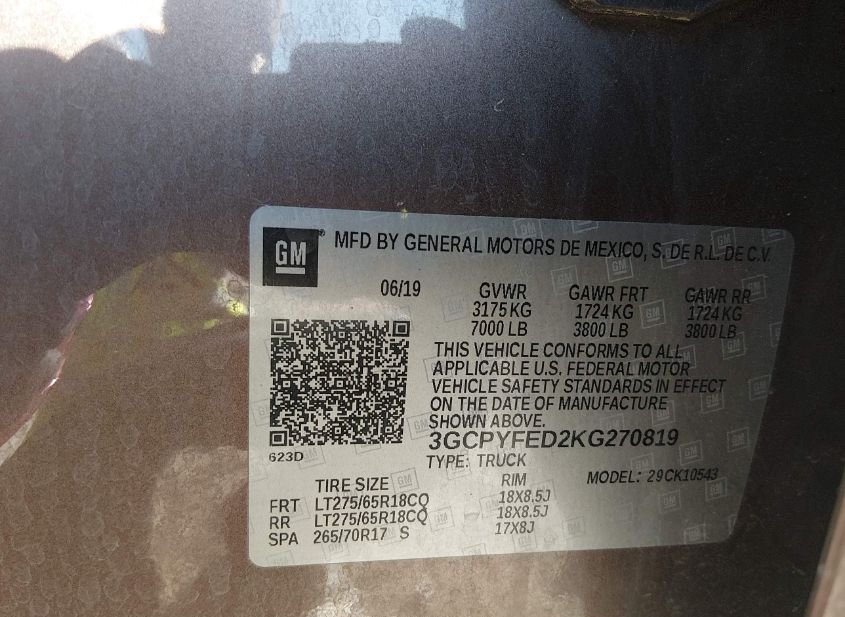 GM
MFD BY GENERAL MOTORS DE MEXICO, S. DE R.L. DE C.V.
06/19 GVWR GAWR FRT GAWR RR
3175 KG 1724 KG 1724 KG
7000 LB 3800 LB 3800 LB
THIS VEHICLE CONFORMS TO ALL
APPLICABLE U.S. FEDERAL MOTOR
VEHICLE SAFETY STANDARDS IN EFFECT
ON THE DATE OF MANUFACTURE
SHOWN ABOVE.
3GCPYFED2KG270819
623D
TYPE: TRUCK
MODEL: 29CK10543
TIRE SIZE RIM
FRT LT275/65R18CQ 18X8.5J
RR LT275/65R18CQ 18X8.5J
SPA 265/70R17 S 17X8J